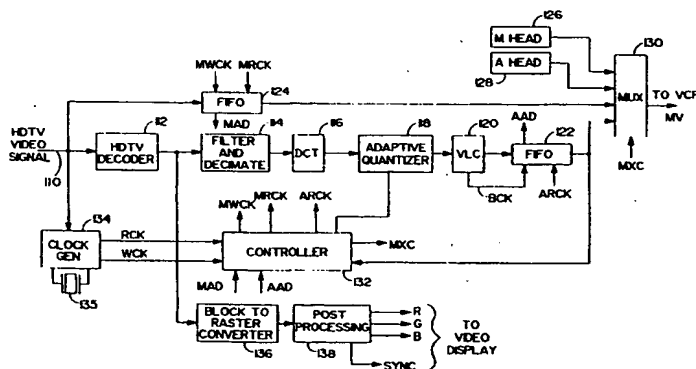 126
M HEAD
130
A HEAD
128
MWCK MRCK
124
FIFO
MUX
TO VCR
MV
MAD
AAD
HDTV
VIDEO
SIGNAL
110
112
HDTV
DECODER
114
FILTER
AND
DECIMATE
116
DCT
118
ADAPTIVE
QUANTIZER
120
VLC
122
FIFO
MXC
BCK
ARCK
MWCK
MRCK
ARCK
134
CLOCK
GEN
135
RCK
WCK
CONTROLLER
132
MXC
MAD
AAD
BLOCK TO
RASTER
CONVERTER
136
POST
PROCESSING
138
R
G
B
SYNC
TO
VIDEO
DISPLAY